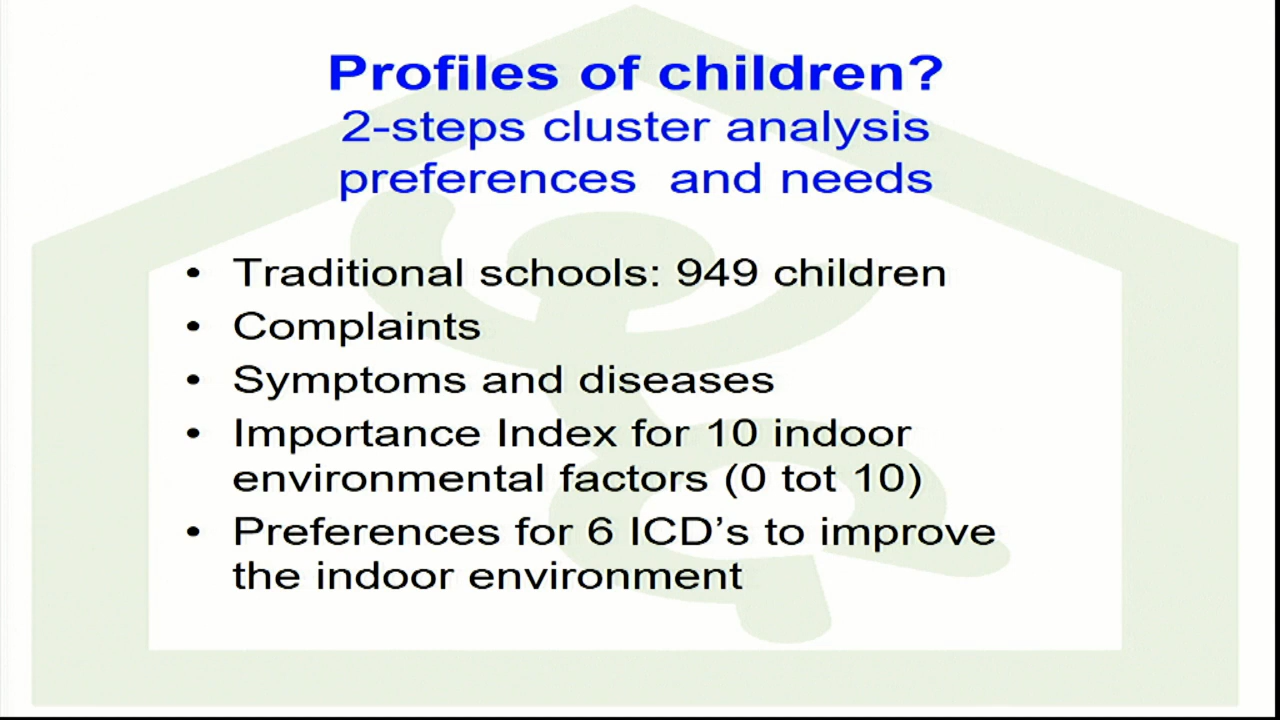 Profiles of children?
2-steps cluster analysis
preferences and needs
• Traditional schools: 949 children
• Complaints
• Symptoms and diseases
• Importance Index for 10 indoor
environmental factors (0 tot 10)
• Preferences for 6 ICD’s to improve
the indoor environment